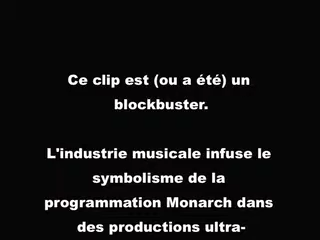 Ce clip est (ou a été) un
blockbuster.
L'industrie musicale infuse le
symbolisme de la
programmation Monarch dans
des productions ultra-